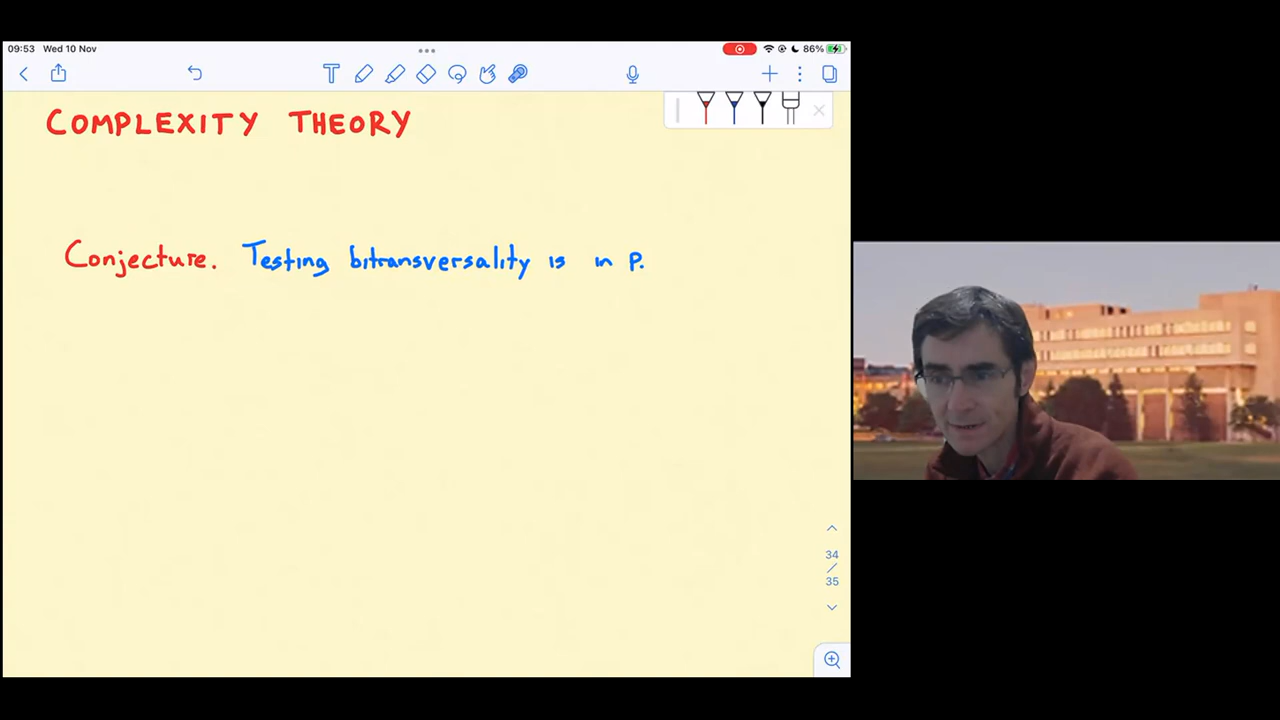 09:53 Wed 10 Nov
86%
COMPLEXITY THEORY
Conjecture. Testing bitransversality is in P.
34
/
35